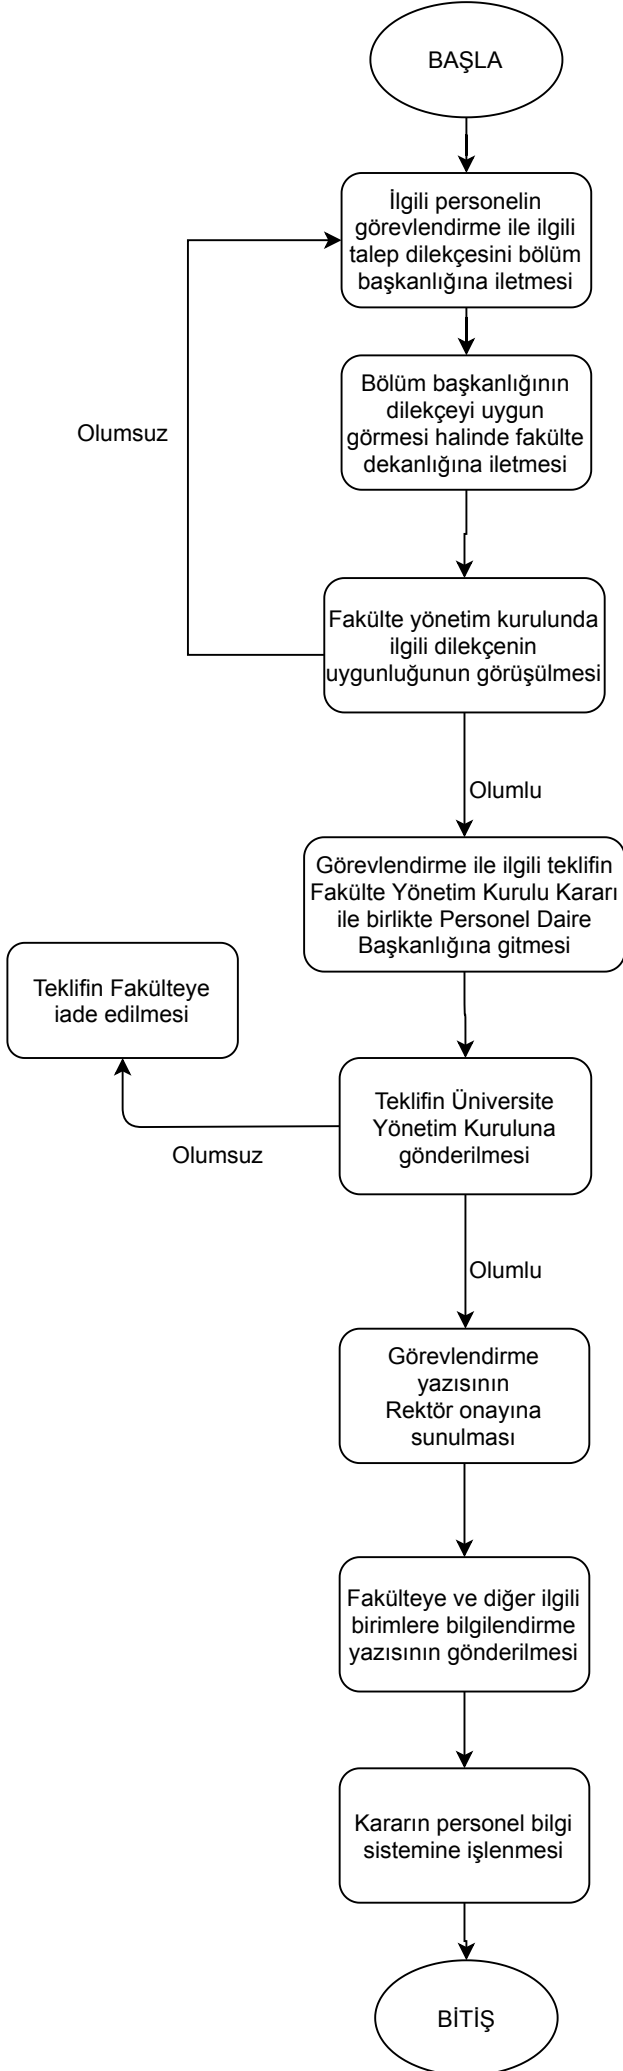 BAŞLA
İlgili personelin
görevlendirme ile ilgili
talep dilekçesini bölüm
başkanlığına iletmesi
Bölüm başkanlığının
dilekçeyi uygun
görmesi halinde fakülte
dekanlığına iletmesi
Olumsuz
Fakülte yönetim kurulunda
ilgili dilekçenin
uygunluğunun görüşülmesi
Olumlu
Görevlendirme ile ilgili teklifin
Fakülte Yönetim Kurulu Kararı
ile birlikte Personel Daire
Başkanlığına gitmesi
Teklifin Fakülteye
iade edilmesi
Teklifin Üniversite
Yönetim Kuruluna
gönderilmesi
Olumsuz
Olumlu
Görevlendirme
yazısının
Rektör onayına
sunulması
Fakülteye ve diğer ilgili
birimlere bilgilendirme
yazısının gönderilmesi
Kararın personel bilgi
sistemine işlenmesi
BİTİŞ